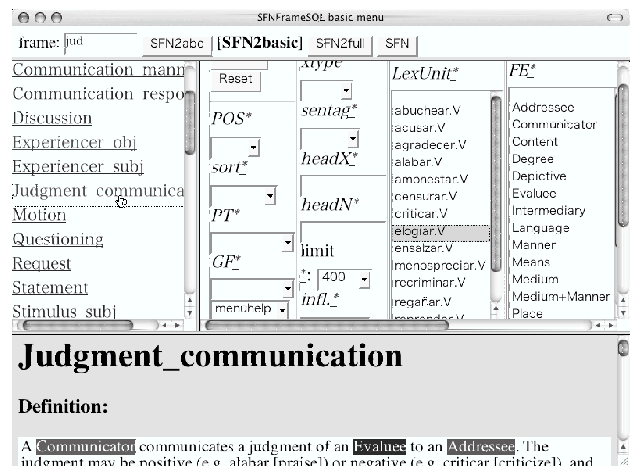 SFNFrameSQL basic menu
frame: jud SFN2abc [SFN2basic] SFN2full SFN
Communication mann
Communication respo
Discussion
Experiencer obj
Experiencer subj
Judgment communica
Motion
Questioning
Request
Statement
Stimulus subj
Reset
POS*
sort*
PT*
GF*
menuhelp
xtype
sentag*
headX*
headN*
limit
*: 400
infl.*
LexUnit*
abuchear.V
acusar.V
agradecer.V
alabar.V
amonestar.V
censurar.V
criticar.V
elogiar.V
ensalzar.V
menospreciar.V
recriminar.V
regañar.V
reprender.V
FE*
Addressee
Communicator
Content
Degree
Depictive
Evaluee
Intermediary
Language
Manner
Means
Medium
Medium+Manner
Place
Judgment_communication
Definition:
A Communicator communicates a judgment of an Evaluee to an Addressee. The
judgment may be positive (e.g. alabar [praise]) or negative (e.g. criticar [criticize]), and